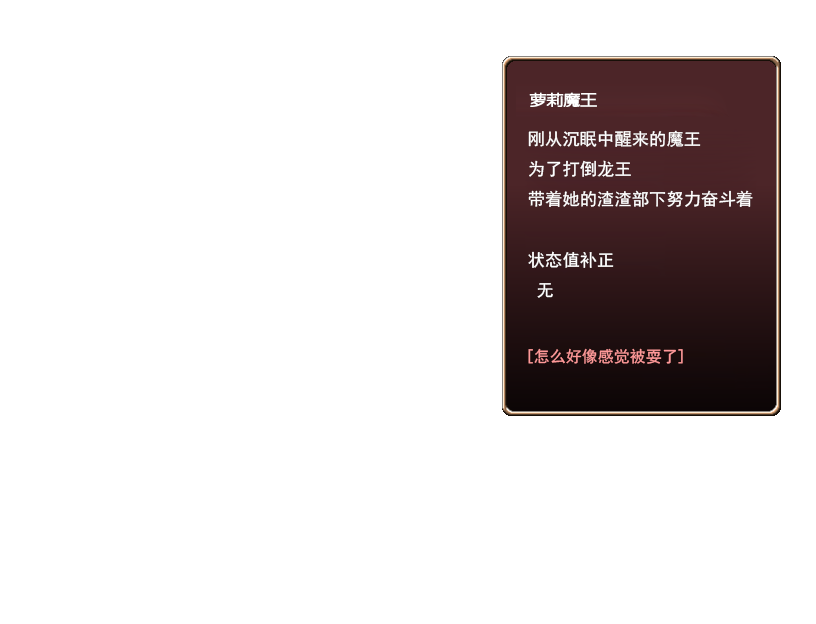 萝莉魔王
刚从沉眠中醒来的魔王
为了打倒龙王
带着她的渣渣部下努力奋斗着
状态值补正
无
[怎么好像感觉被耍了]